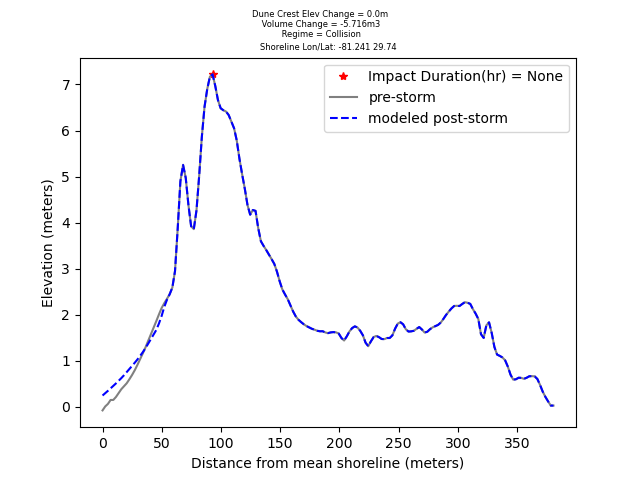 Dune Crest Elev Change = 0.0m
Volume Change = -5.716m3
Regime = Collision
Shoreline Lon/Lat: -81.241 29.74
Impact Duration(hr) = None
pre-storm
modeled post-storm
7
6
5
4
3
2
1
0
Elevation (meters)
0 50 100 150 200 250 300 350
Distance from mean shoreline (meters)